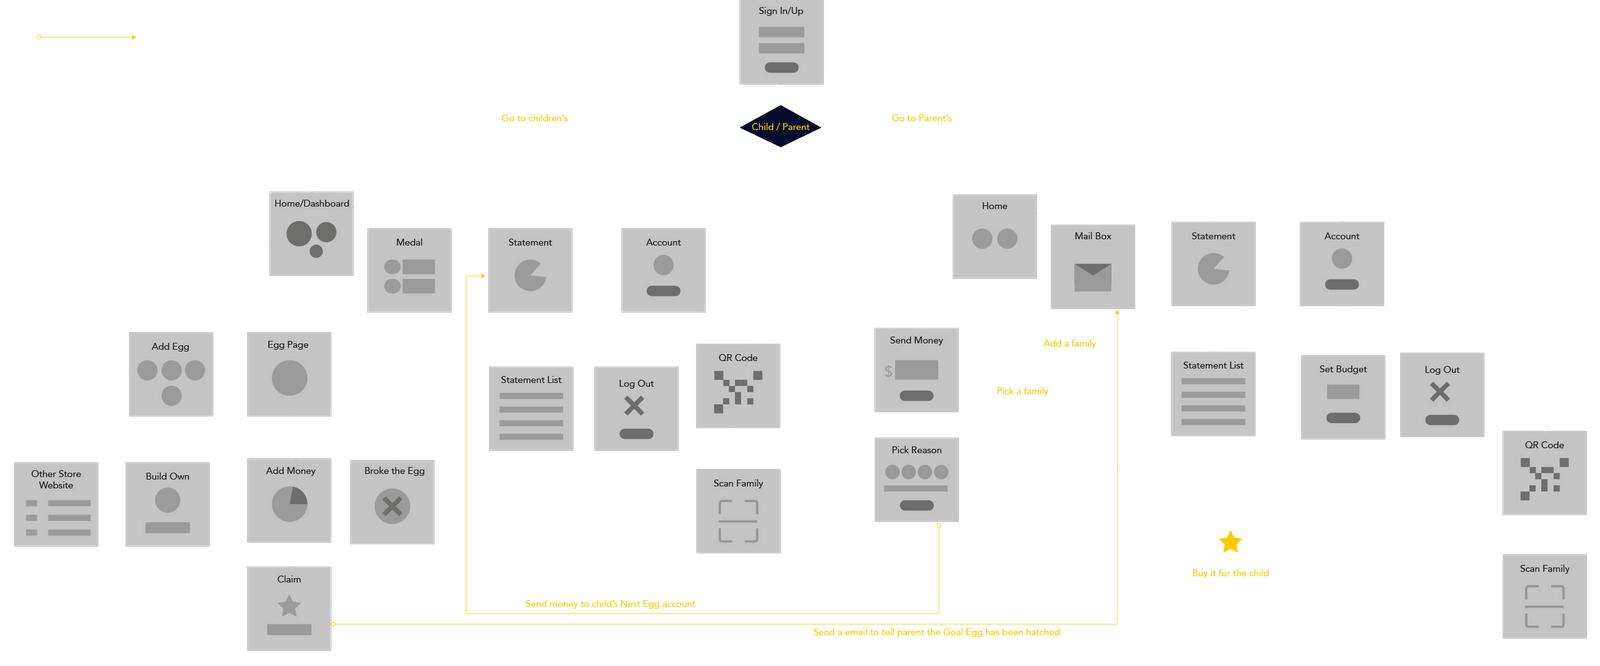 Sign In/Up
Go to children's
Child / Parent
Go to Parent's
Home/Dashboard
Medal
Statement
Account
Home
Mail Box
Statement
Account
Add Egg
Egg Page
Statement List
Log Out
QR Code
Send Money
$
Add a family
Pick a family
Statement List
Set Budget
Log Out
QR Code
Other Store
Website
Build Own
Add Money
Broke the Egg
Scan Family
Pick Reason
Buy it for the child
Scan Family
Claim
Send money to child's Nest Egg account
Send a email to tell parent the Goal Egg has been hatched